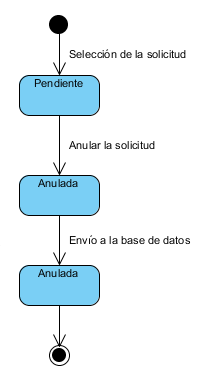 Selección de la solicitud
Pendiente
Anular la solicitud
Anulada
Envío a la base de datos
Anulada